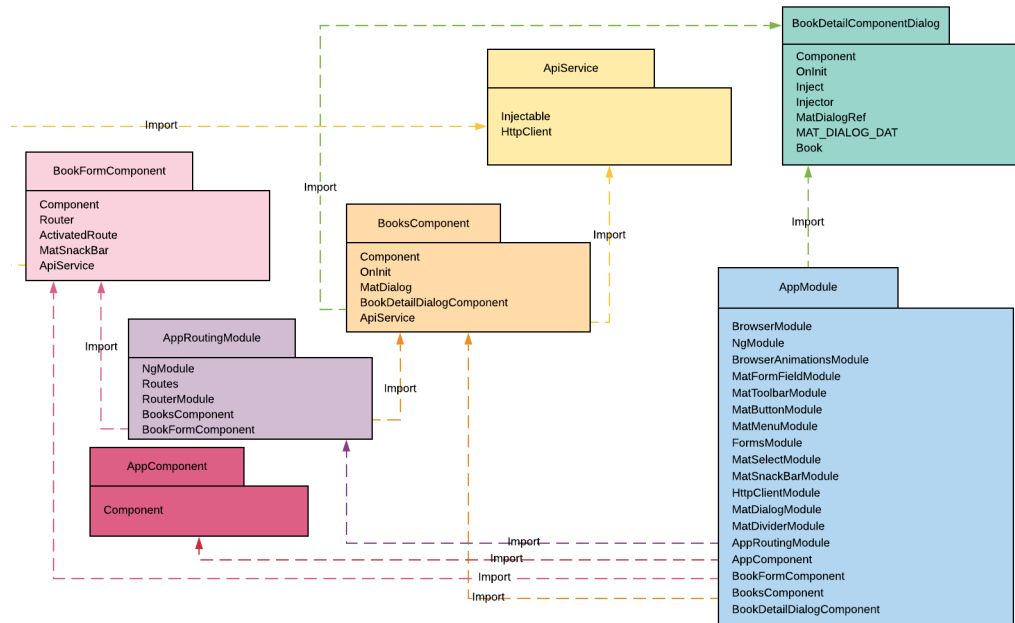 BookDetailComponentDialog
Component
OnInit
Inject
Injector
MatDialogRef
MAT_DIALOG_DAT
Book
ApiService
Injectable
HttpClient
Import
BookFormComponent
Component
Router
ActivatedRoute
MatSnackBar
ApiService
Import
BooksComponent
Component
OnInit
MatDialog
BookDetailDialogComponent
ApiService
Import
Import
AppModule
BrowserModule
NgModule
BrowserAnimationsModule
MatFormFieldModule
MatToolbarModule
MatButtonModule
MatMenuModule
FormsModule
MatSelectModule
MatSnackBarModule
HttpClientModule
MatDialogModule
MatDividerModule
AppRoutingModule
AppComponent
BookFormComponent
BooksComponent
BookDetailDialogComponent
AppRoutingModule
NgModule
Routes
RouterModule
BooksComponent
BookFormComponent
Import
Import
AppComponent
Component
Import
Import
Import
Import